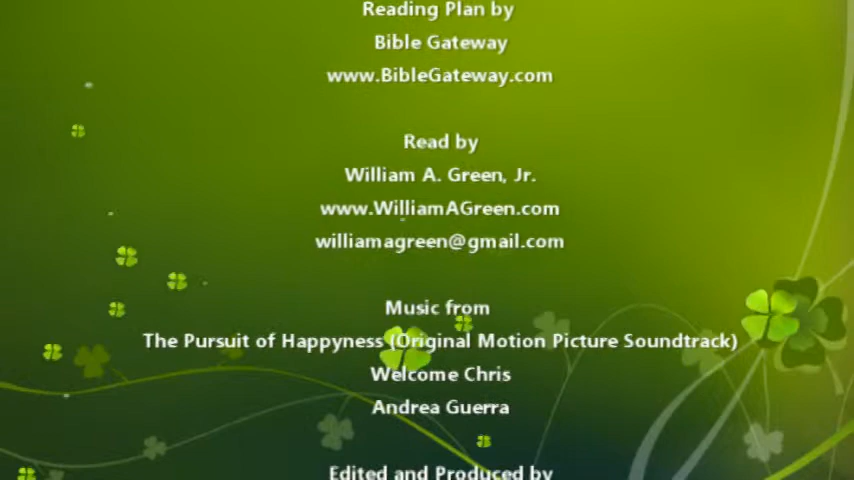 Reading Plan by
Bible Gateway
www.BibleGateway.com
Read by
William A. Green, Jr.
www.WilliamAGreen.com
williamagreen@gmail.com
Music from
The Pursuit of Happyness (Original Motion Picture Soundtrack)
Welcome Chris
Andrea Guerra
Edited and Produced by